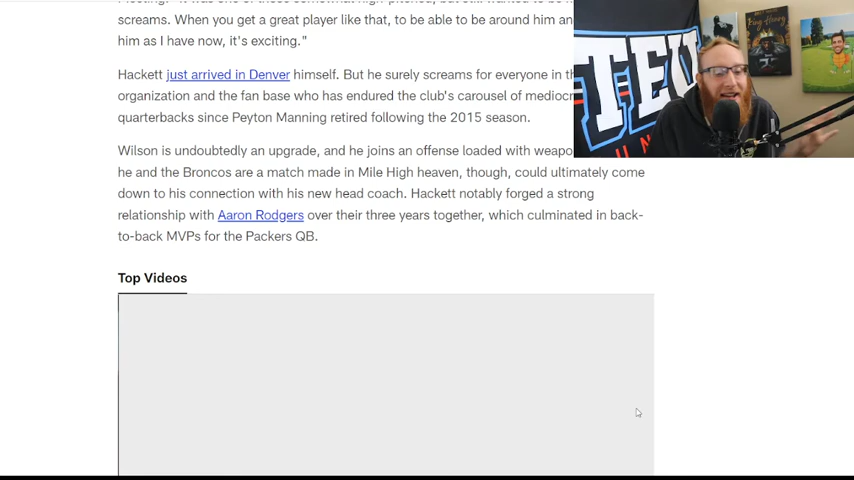 screams. When you get a great player like that, to be able to be around him an
him as I have now, it's exciting."
Hackett just arrived in Denver himself. But he surely screams for everyone in th
organization and the fan base who has endured the club's carousel of medioc
quarterbacks since Peyton Manning retired following the 2015 season.
Wilson is undoubtedly an upgrade, and he joins an offense loaded with weapo
he and the Broncos are a match made in Mile High heaven, though, could ultimately come
down to his connection with his new head coach. Hackett notably forged a strong
relationship with Aaron Rodgers over their three years together, which culminated in back-
to-back MVPs for the Packers QB.
Top Videos
TEU
King Henry